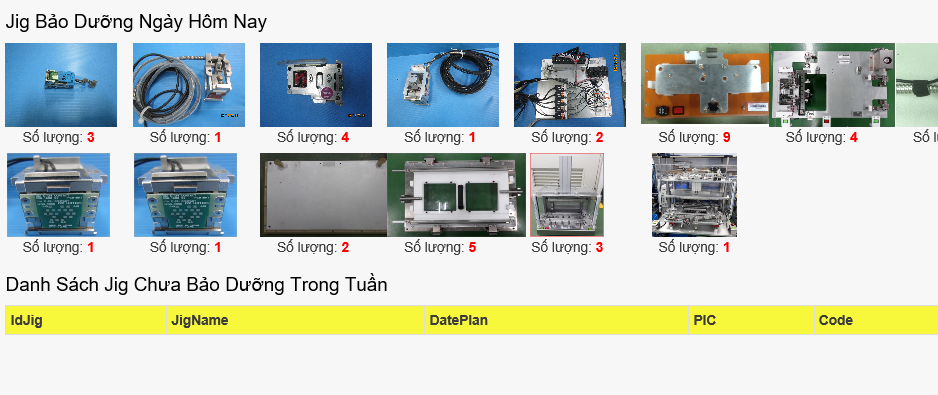 Jig Bảo Dưỡng Ngày Hôm Nay
Số lượng: 3 Số lượng: 1 Số lượng: 4 Số lượng: 1 Số lượng: 2 Số lượng: 9 Số lượng: 4 Số lư
Số lượng: 1 Số lượng: 1 Số lượng: 2 Số lượng: 5 Số lượng: 3 Số lượng: 1
Danh Sách Jig Chưa Bảo Dưỡng Trong Tuần
IdJig JigName DatePlan PIC Code